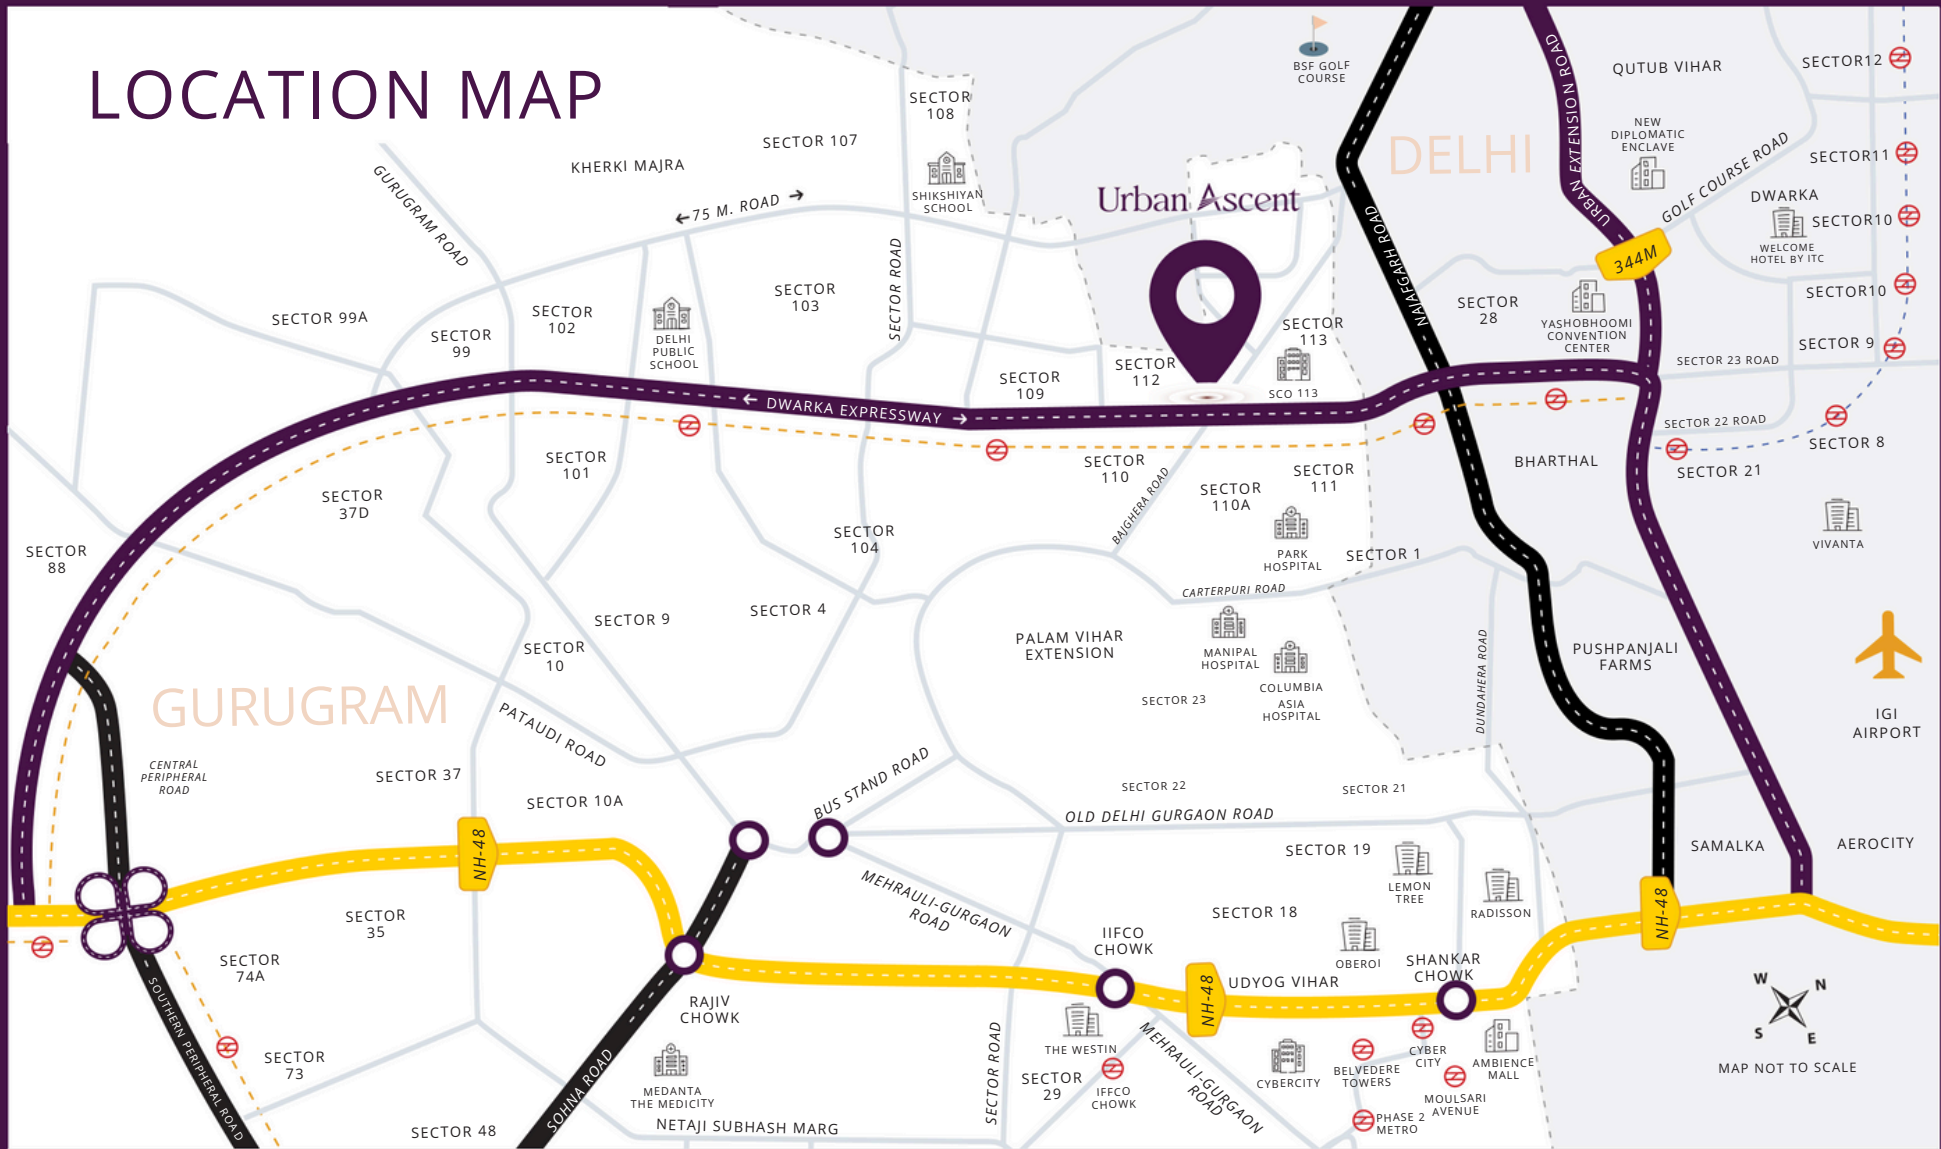 LOCATION MAP
BSF GOLF
COURSE
DELHI
URBAN EXTENSION ROAD
QUTUB VIHAR
SECTOR12
NEW
DIPLOMATIC
ENCLAVE
GOLF COURSE ROAD
SECTOR11
DWARKA
SECTOR10
WELCOME
HOTEL BY ITC
344M
SECTOR10
SECTOR 9
SECTOR 8
SECTOR
108
SECTOR 107
KHERKI MAJRA
SHIKSHIYAN
SCHOOL
75 M. ROAD
GURUGRAM ROAD
Urban Ascent
NAJAFGARH ROAD
SECTOR ROAD
SECTOR
103
SECTOR
102
SECTOR 99A
SECTOR
99
DELHI
PUBLIC
SCHOOL
SECTOR
28
YASHOBHOOMI
CONVENTION
CENTER
SECTOR 23 ROAD
SECTOR
113
SECTOR
112
SECTOR
109
SCO 113
DWARKA EXPRESSWAY
SECTOR 22 ROAD
SECTOR 21
BHARTHAL
VIVANTA
SECTOR
101
SECTOR
37D
SECTOR
88
SECTOR
104
SECTOR
110
BAJGHERA ROAD
SECTOR
110A
SECTOR
111
PARK
HOSPITAL
SECTOR 1
CARTERPURI ROAD
SECTOR 9
SECTOR 4
SECTOR
10
PALAM VIHAR
EXTENSION
MANIPAL
HOSPITAL
COLUMBIA
ASIA
HOSPITAL
SECTOR 23
DUNDAHERA ROAD
PUSHPANJALI
FARMS
IGI
AIRPORT
GURUGRAM
PATAUDI ROAD
CENTRAL
PERIPHERAL
ROAD
SECTOR 37
SECTOR 10A
BUS STAND ROAD
SECTOR 22
SECTOR 21
OLD DELHI GURGAON ROAD
SAMALKA
AEROCITY
NH-48
SECTOR 19
LEMON
TREE
RADISSON
MEHRAULI-GURGAON
ROAD
SECTOR 18
NH-48
SECTOR
35
SECTOR
74A
IIFCO
CHOWK
OBEROI
SHANKAR
CHOWK
UDYOG VIHAR
NH-48
RAJIV
CHOWK
SOUTHERN PERIPHERAL ROAD
SECTOR
73
SOHNA ROAD
MEDANTA
THE MEDICITY
SECTOR 48
NETAJI SUBHASH MARG
SECTOR ROAD
THE WESTIN
SECTOR
29
IFFCO
CHOWK
MEHRAULI-GURGAON
ROAD
CYBERCITY
BELVEDERE
TOWERS
CYBER
CITY
AMBIENCE
MALL
MOULSARI
AVENUE
PHASE 2
METRO
W
N
S
E
MAP NOT TO SCALE